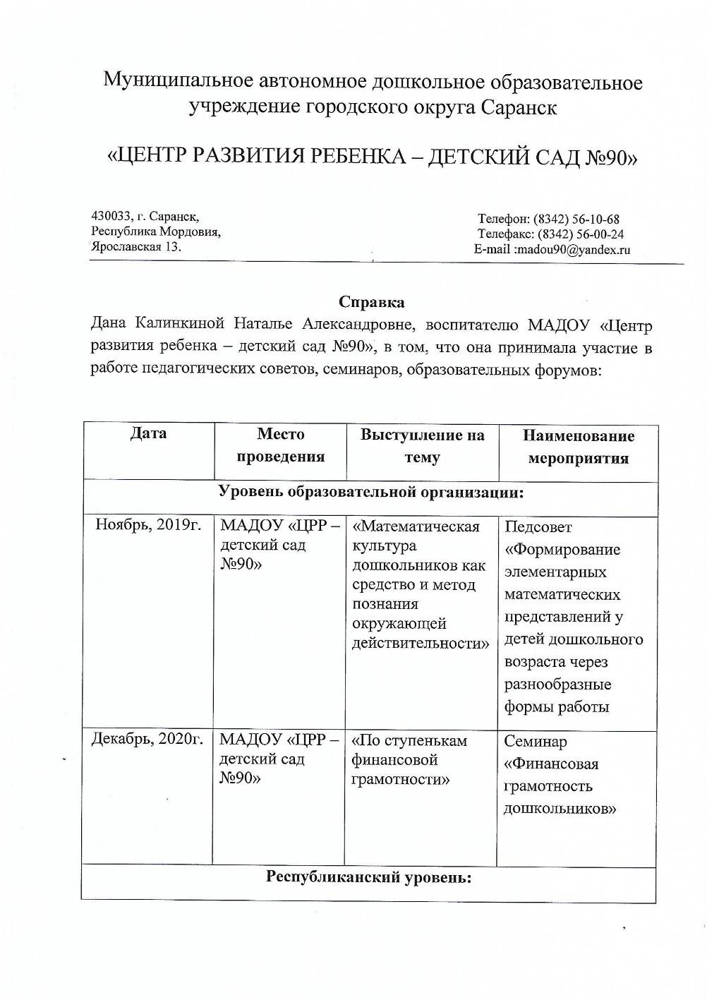 Муниципальное автономное дошкольное образовательное
учреждение городского округа Саранск
«ЦЕНТР РАЗВИТИЯ РЕБЕНКА – ДЕТСКИЙ САД №90»
430033, г. Саранск,
Республика Мордовия,
Ярославская 13.
Телефон: (8342) 56-10-68
Телефакс: (8342) 56-00-24
E-mail :madou90@yandex.ru
Справка
Дана Калинкиной Наталье Александровне, воспитателю МАДОУ «Центр
развития ребенка – детский сад №90», в том, что она принимала участие в
работе педагогических советов, семинаров, образовательных форумов:
Дата
Место
проведения
Выступление на
тему
Наименование
мероприятия
Уровень образовательной организации:
Ноябрь, 2019г.
МАДОУ «ЦРР –
детский сад
№90»
«Математическая
культура
дошкольников как
средство и метод
познания
окружающей
действительности»
Педсовет
«Формирование
элементарных
математических
представлений у
детей дошкольного
возраста через
разнообразные
формы работы
Декабрь, 2020г.
МАДОУ «ЦРР –
детский сад
№90»
«По ступенькам
финансовой
грамотности»
Семинар
«Финансовая
грамотность
дошкольников»
Республиканский уровень: